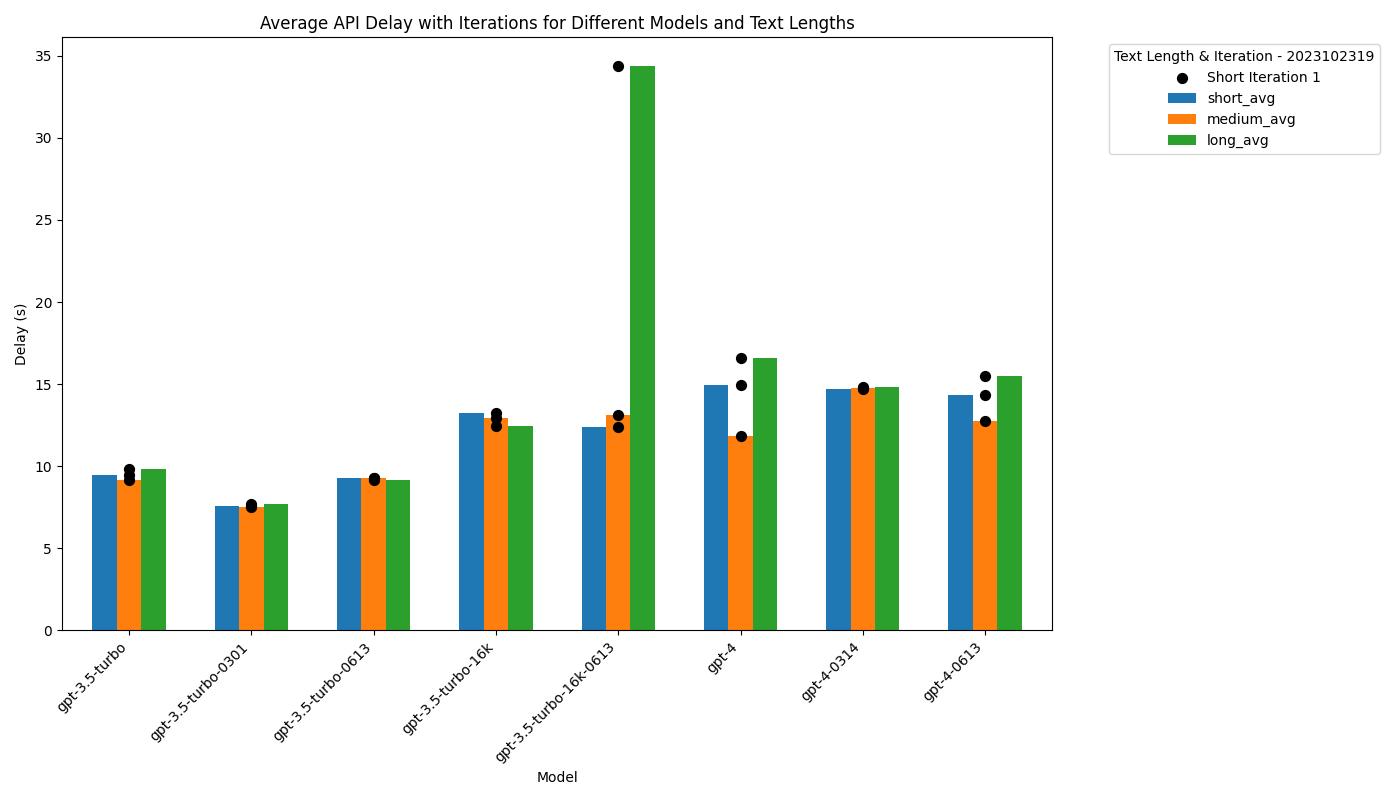 Average API Delay with Iterations for Different Models and Text Lengths
Text Length & Iteration - 2023102319
Short Iteration 1
short_avg
medium_avg
long_avg
Delay (s)
35
30
25
20
15
10
5
0
gpt-3.5-turbo
gpt-3.5-turbo-0301
gpt-3.5-turbo-0613
gpt-3.5-turbo-16k
gpt-3.5-turbo-16k-0613
gpt-4
gpt-4-0314
gpt-4-0613
Model